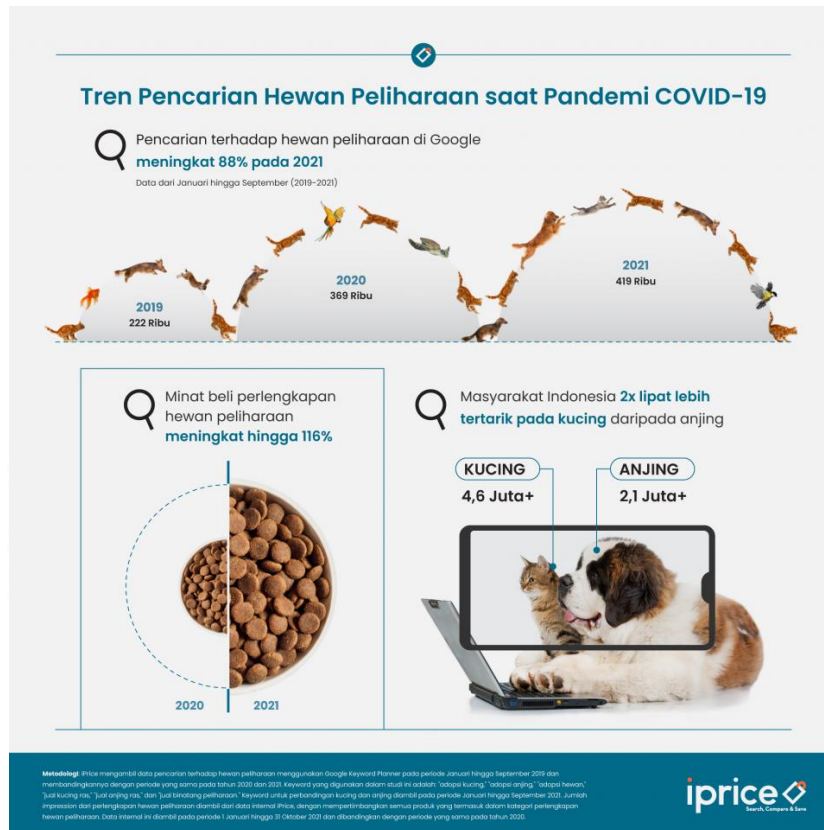 Tren Pencarian Hewan Peliharaan saat Pandemi COVID-19
Pencarian terhadap hewan peliharaan di Google
meningkat 88% pada 2021
Data dari Januari hingga September (2019-2021)
2019
222 Ribu
2020
369 Ribu
2021
419 Ribu
Minat beli perlengkapan
hewan peliharaan
meningkat hingga 116%
2020
2021
Masyarakat Indonesia 2x lipat lebih
tertarik pada kucing daripada anjing
KUCING
4,6 Juta+
ANJING
2,1 Juta+
Metodologi: iPrice mengambil data pencarian terhadap hewan peliharaan menggunakan Google Keyword Planner pada periode Januari hingga September 2019 dan
membandingkannya dengan periode yang sama pada tahun 2020 dan 2021. Keyword yang digunakan dalam studi ini adalah: "adopsi kucing," "adopsi anjing," "adopsi hewan,"
"jual kucing ras," "jual anjing ras," dan "jual binatang peliharaan." Keyword untuk perbandingan kucing dan anjing diambil pada periode Januari hingga September 2021. Jumlah
impression dari perlengkapan hewan peliharaan diambil dari data internal iPrice, dengan mempertimbangkan semua produk yang termasuk dalam kategori perlengkapan
hewan peliharaan. Data internal ini diambil pada periode 1 Januari hingga 31 Oktober 2021 dan dibandingkan dengan periode yang sama pada tahun 2020.
iprice
Search, Compare & Save